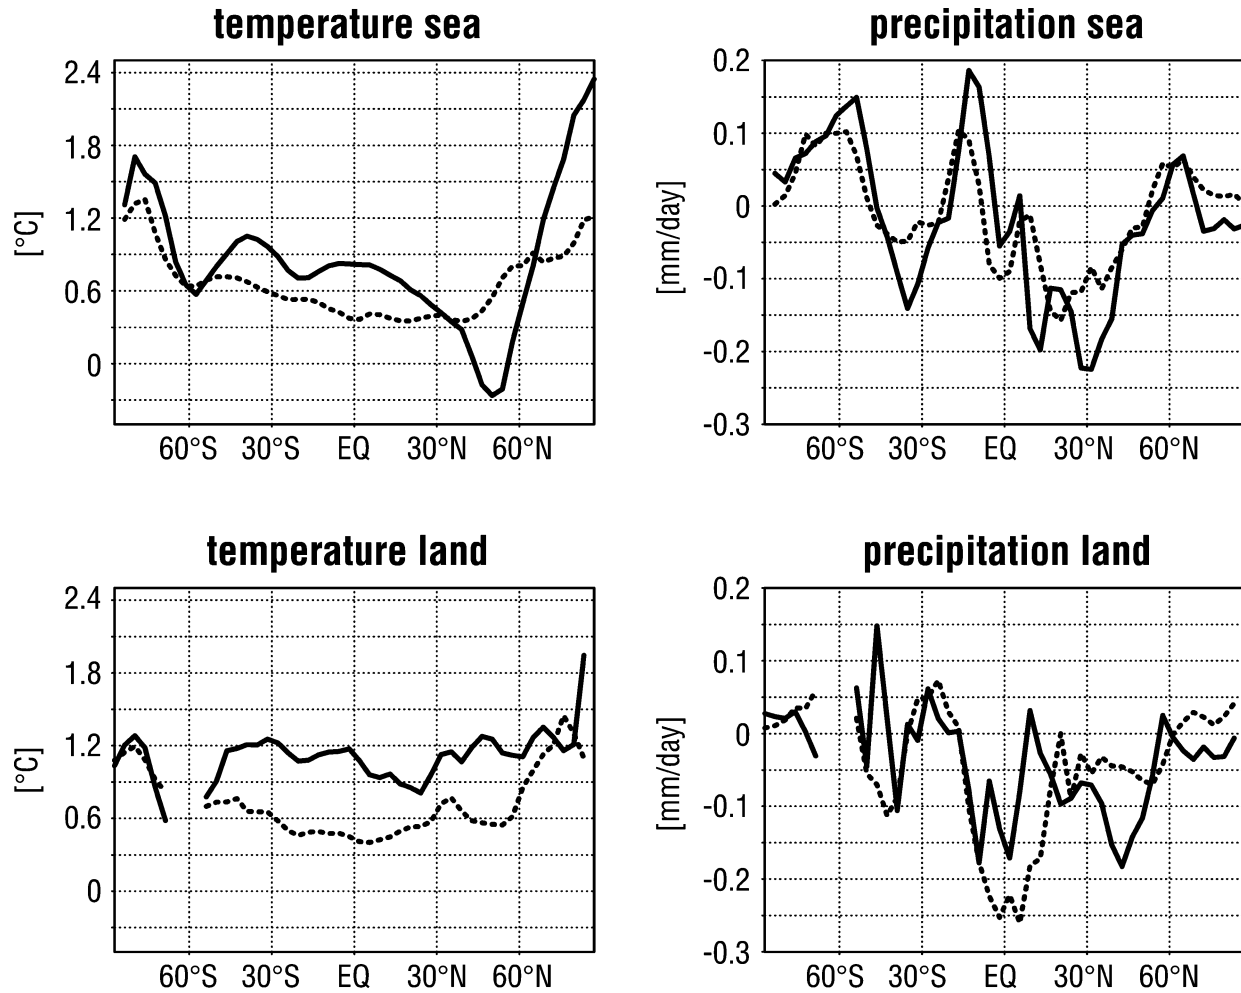 temperature sea
[°C]
2.4
1.8
1.2
0.6
0
60°S 30°S EQ 30°N 60°N
precipitation sea
[mm/day]
0.2
0.1
0
-0.1
-0.2
-0.3
60°S 30°S EQ 30°N 60°N
temperature land
[°C]
2.4
1.8
1.2
0.6
0
60°S 30°S EQ 30°N 60°N
precipitation land
[mm/day]
0.2
0.1
0
-0.1
-0.2
-0.3
60°S 30°S EQ 30°N 60°N